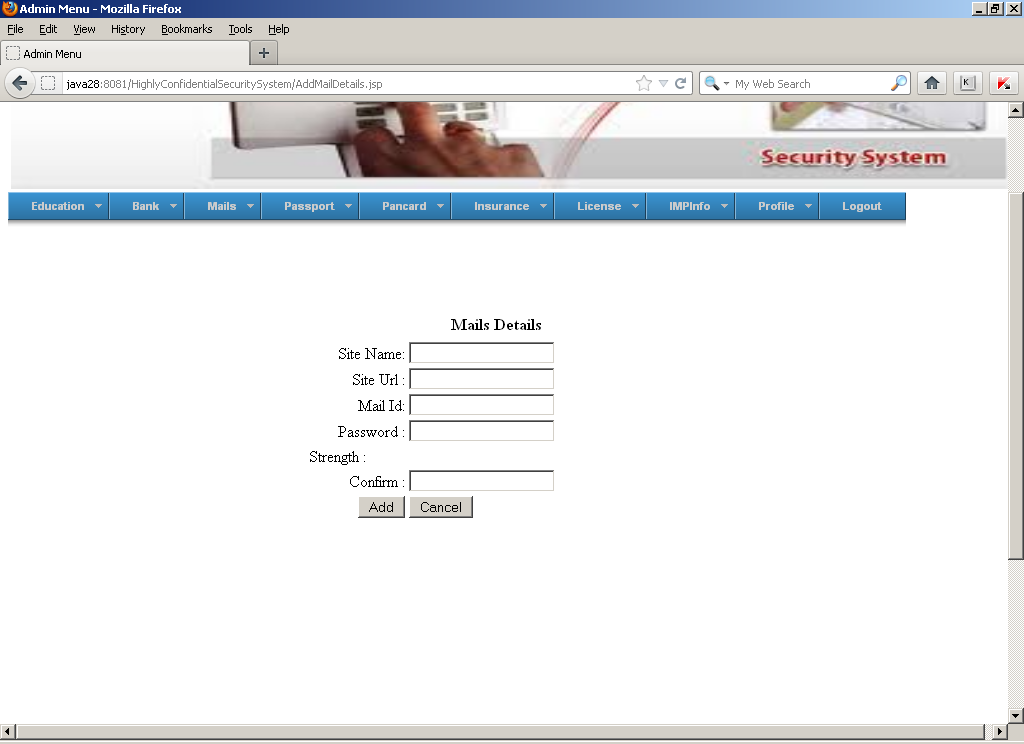 Admin Menu - Mozilla Firefox
File Edit View History Bookmarks Tools Help
Admin Menu
java28:8081/HighlyConfidentialSecuritySystem/AddMailDetails.jsp My Web Search
Security System
Education Bank Mails Passport Pancard Insurance License IMPInfo Profile Logout
Mails Details
Site Name:
Site Url :
Mail Id:
Password :
Strength :
Confirm :
Add Cancel